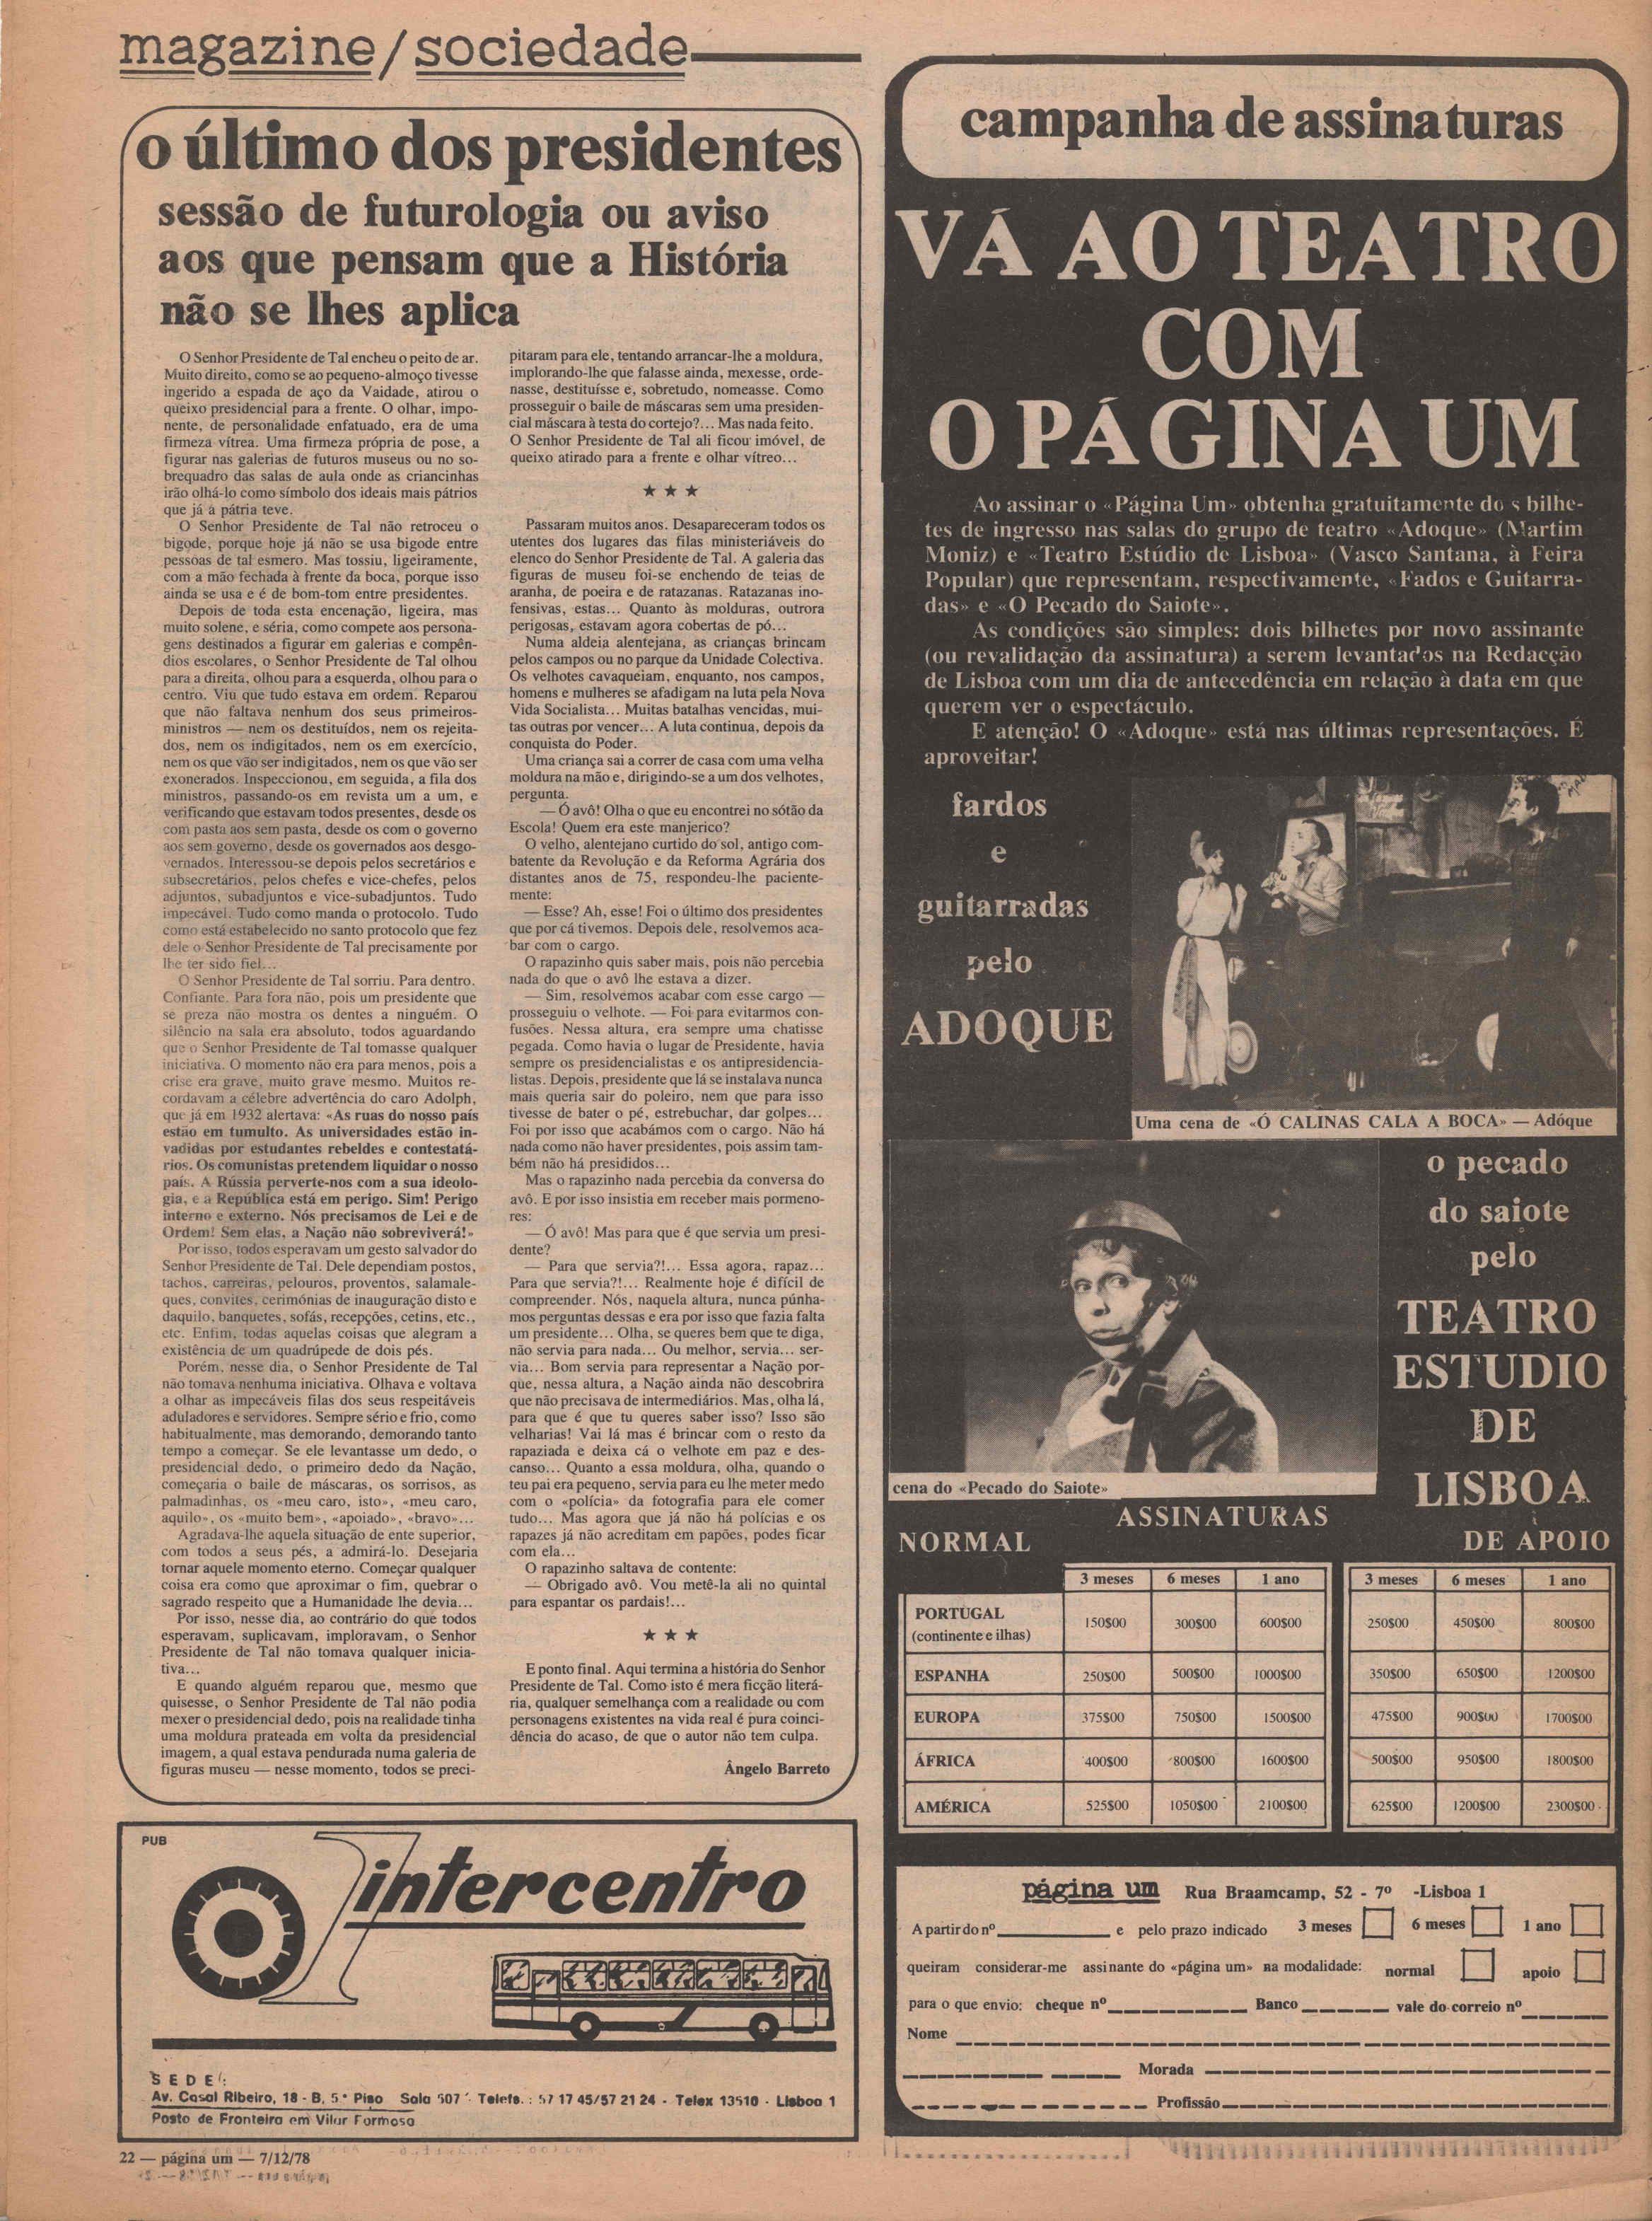 magazine/sociedade
o último dos presidentes
sessão de futurologia ou aviso
aos que pensam que a História
não se lhes aplica
O Senhor Presidente de Tal encheu o peito de ar.
Muito direito, como se ao pequeno-almoço tivesse
ingerido a espada de aço da Vaidade, atirou o
queixo presidencial para a frente. O olhar, impo-
nente, de personalidade enfatuado, era de uma
firmeza vítrea. Uma firmeza própria de pose, a
figurar nas galerias de futuros museus ou no so-
brequadro das salas de aula onde as criancinhas
irão olhá-lo como símbolo dos ideais mais pátrios
que já a pátria teve.
O Senhor Presidente de Tal não retroceu o
bigode, porque hoje já não se usa bigode entre
pessoas de tal esmero. Mas tossiu, ligeiramente,
com a mão fechada à frente da boca, porque isso
ainda se usa e é de bom-tom entre presidentes.
Depois de toda esta encenação, ligeira, mas
muito solene, e séria, como compete aos persona-
gens destinados a figurar em galerias e compên-
dios escolares, o Senhor Presidente de Tal olhou
para a direita, olhou para a esquerda, olhou para o
centro. Viu que tudo estava em ordem. Reparou
que não faltava nenhum dos seus primeiros-
ministros — nem os destituídos, nem os rejeita-
dos, nem os indigitados, nem os em exercício,
nem os que vão ser indigitados, nem os que vão ser
exonerados. Inspeccionou, em seguida, a fila dos
ministros, passando-os em revista um a um, e
verificando que estavam todos presentes, desde os
com pasta aos sem pasta, desde os com o governo
aos sem governo, desde os governados aos desgo-
vernados. Interessou-se depois pelos secretários e
subsecretários, pelos chefes e vice-chefes, pelos
adjuntos, subadjuntos e vice-subadjuntos. Tudo
impecável. Tudo como manda o protocolo. Tudo
como está estabelecido no santo protocolo que fez
dele o Senhor Presidente de Tal precisamente por
lhe ter sido fiel...
O Senhor Presidente de Tal sorriu. Para dentro.
Confiante. Para fora não, pois um presidente que
se preza não mostra os dentes a ninguém. O
silêncio na sala era absoluto, todos aguardando
que o Senhor Presidente de Tal tomasse qualquer
iniciativa. O momento não era para menos, pois a
crise era grave, muito grave mesmo. Muitos re-
cordavam a célebre advertência do caro Adolph,
que já em 1932 alertava: «As ruas do nosso país
estão em tumulto. As universidades estão in-
vadidas por estudantes rebeldes e contestatá-
rios. Os comunistas pretendem liquidar o nosso
país. A Rússia perverte-nos com a sua ideolo-
gia, e a República está em perigo. Sim! Perigo
interno e externo. Nós precisamos de Lei e de
Ordem! Sem elas, a Nação não sobreviverá!»
Por isso, todos esperavam um gesto salvador do
Senhor Presidente de Tal. Dele dependiam postos,
tachos, carreiras, pelouros, proventos, salamale-
ques, convites, cerimónias de inauguração disto e
daquilo, banquetes, sofás, recepções, cetins, etc.,
etc. Enfim, todas aquelas coisas que alegram a
existência de um quadrúpede de dois pés.
Porém, nesse dia, o Senhor Presidente de Tal
não tomava nenhuma iniciativa. Olhava e voltava
a olhar as impecáveis filas dos seus respeitáveis
aduladores e servidores. Sempre sério e frio, como
habitualmente, mas demorando, demorando tanto
tempo a começar. Se ele levantasse um dedo, o
presidencial dedo, o primeiro dedo da Nação,
começaria o baile de máscaras, os sorrisos, as
palmadinhas, os «meu caro, isto», «meu caro,
aquilo», os «muito bem», «apoiado», «bravo»...
Agradava-lhe aquela situação de ente superior,
com todos a seus pés, a admirá-lo. Desejaria
tornar aquele momento eterno. Começar qualquer
coisa era como que aproximar o fim, quebrar o
sagrado respeito que a Humanidade lhe devia...
Por isso, nesse dia, ao contrário do que todos
esperavam, suplicavam, imploravam, o Senhor
Presidente de Tal não tomava qualquer inicia-
tiva...
E quando alguém reparou que, mesmo que
quisesse, o Senhor Presidente de Tal não podia
mexer o presidencial dedo, pois na realidade tinha
uma moldura prateada em volta da presidencial
imagem, a qual estava pendurada numa galeria de
figuras museu — nesse momento, todos se preci-
pitaram para ele, tentando arrancar-lhe a moldura,
implorando-lhe que falasse ainda, mexesse, orde-
nasse, destituísse e, sobretudo, nomeasse. Como
prosseguir o baile de máscaras sem uma presiden-
cial máscara à testa do cortejo?... Mas nada feito.
O Senhor Presidente de Tal ali ficou imóvel, de
queixo atirado para a frente e olhar vítreo...
★ ★ ★
Passaram muitos anos. Desapareceram todos os
utentes dos lugares das filas ministeriáveis do
elenco do Senhor Presidente de Tal. A galeria das
figuras de museu foi-se enchendo de teias de
aranha, de poeira e de ratazanas. Ratazanas ino-
fensivas, estas... Quanto às molduras, outrora
perigosas, estavam agora cobertas de pó...
Numa aldeia alentejana, as crianças brincam
pelos campos ou no parque da Unidade Colectiva.
Os velhotes cavaqueiam, enquanto, nos campos,
homens e mulheres se afadigam na luta pela Nova
Vida Socialista... Muitas batalhas vencidas, mui-
tas outras por vencer... A luta continua, depois da
conquista do Poder.
Uma criança sai a correr de casa com uma velha
moldura na mão e, dirigindo-se a um dos velhotes,
pergunta.
— Ó avô! Olha o que eu encontrei no sótão da
Escola! Quem era este manjerico?
O velho, alentejano curtido do sol, antigo com-
batente da Revolução e da Reforma Agrária dos
distantes anos de 75, respondeu-lhe paciente-
mente:
— Esse? Ah, esse! Foi o último dos presidentes
que por cá tivemos. Depois dele, resolvemos aca-
bar com o cargo.
O rapazinho quis saber mais, pois não percebia
nada do que o avô lhe estava a dizer.
— Sim, resolvemos acabar com esse cargo —
prosseguiu o velhote. — Foi para evitarmos con-
fusões. Nessa altura, era sempre uma chatisse
pegada. Como havia o lugar de Presidente, havia
sempre os presidencialistas e os antipresidencia-
listas. Depois, presidente que lá se instalava nunca
mais queria sair do poleiro, nem que para isso
tivesse de bater o pé, estrebuchar, dar golpes...
Foi por isso que acabámos com o cargo. Não há
nada como não haver presidentes, pois assim tam-
bém não há presididos...
Mas o rapazinho nada percebia da conversa do
avô. E por isso insistia em receber mais pormeno-
res:
— Ó avô! Mas para que é que servia um presi-
dente?
— Para que servia?!... Essa agora, rapaz...
Para que servia?!... Realmente hoje é difícil de
compreender. Nós, naquela altura, nunca púnha-
mos perguntas dessas e era por isso que fazia falta
um presidente... Olha, se queres bem que te diga,
não servia para nada... Ou melhor, servia... ser-
via... Bom servia para representar a Nação por-
que, nessa altura, a Nação ainda não descobrira
que não precisava de intermediários. Mas, olha lá,
para que é que tu queres saber isso? Isso são
velharias! Vai lá mas é brincar com o resto da
rapaziada e deixa cá o velhote em paz e des-
canso... Quanto a essa moldura, olha, quando o
teu pai era pequeno, servia para eu lhe meter medo
com o «polícia» da fotografia para ele comer
tudo... Mas agora que já não há polícias e os
rapazes já não acreditam em papões, podes ficar
com ela...
O rapazinho saltava de contente:
— Obrigado avô. Vou metê-la ali no quintal
para espantar os pardais!...
★ ★ ★
E ponto final. Aqui termina a história do Senhor
Presidente de Tal. Como isto é mera ficção literá-
ria, qualquer semelhança com a realidade ou com
personagens existentes na vida real é pura coinci-
dência do acaso, de que o autor não tem culpa.
Ângelo Barreto
PUB
intercentro
SEDE:
Av. Casal Ribeiro, 18 - B, 5º Piso Sala 507 - Telefs.: 57 17 45/57 21 24 - Telex 13510 - Lisboa 1
Posto de Fronteira em Vilar Formoso
22 — página um — 7/12/78
campanha de assinaturas
VÁ AO TEATRO
COM
O PÁGINA UM
Ao assinar o «Página Um» obtenha gratuitamente dois bilhe-
tes de ingresso nas salas do grupo de teatro «Adoque» (Martim
Moniz) e «Teatro Estúdio de Lisboa» (Vasco Santana, à Feira
Popular) que representam, respectivamente, «Fados e Guitarra-
das» e «O Pecado do Saiote».
As condições são simples: dois bilhetes por novo assinante
(ou revalidação da assinatura) a serem levantados na Redacção
de Lisboa com um dia de antecedência em relação à data em que
querem ver o espectáculo.
E atenção! O «Adoque» está nas últimas representações. É
aproveitar!
fardos
e
guitarradas
pelo
ADOQUE
Uma cena de «Ó CALINAS CALA A BOCA» — Adóque
o pecado
do saiote
pelo
TEATRO
ESTUDIO
DE
LISBOA
cena do «Pecado do Saiote»
ASSINATURAS
NORMAL DE APOIO
3 meses 6 meses 1 ano 3 meses 6 meses 1 ano
PORTUGAL
(continente e ilhas) 150$00 300$00 600$00 250$00 450$00 800$00
ESPANHA 250$00 500$00 1000$00 350$00 650$00 1200$00
EUROPA 375$00 750$00 1500$00 475$00 900$00 1700$00
ÁFRICA 400$00 800$00 1600$00 500$00 950$00 1800$00
AMÉRICA 525$00 1050$00 2100$00 625$00 1200$00 2300$00
página um Rua Braamcamp, 52 - 7º -Lisboa 1
A partir do nº e pelo prazo indicado 3 meses 6 meses 1 ano
queiram considerar-me assinante do «página um» na modalidade: normal apoio
para o que envio: cheque nº Banco vale do correio nº
Nome
Morada
Profissão